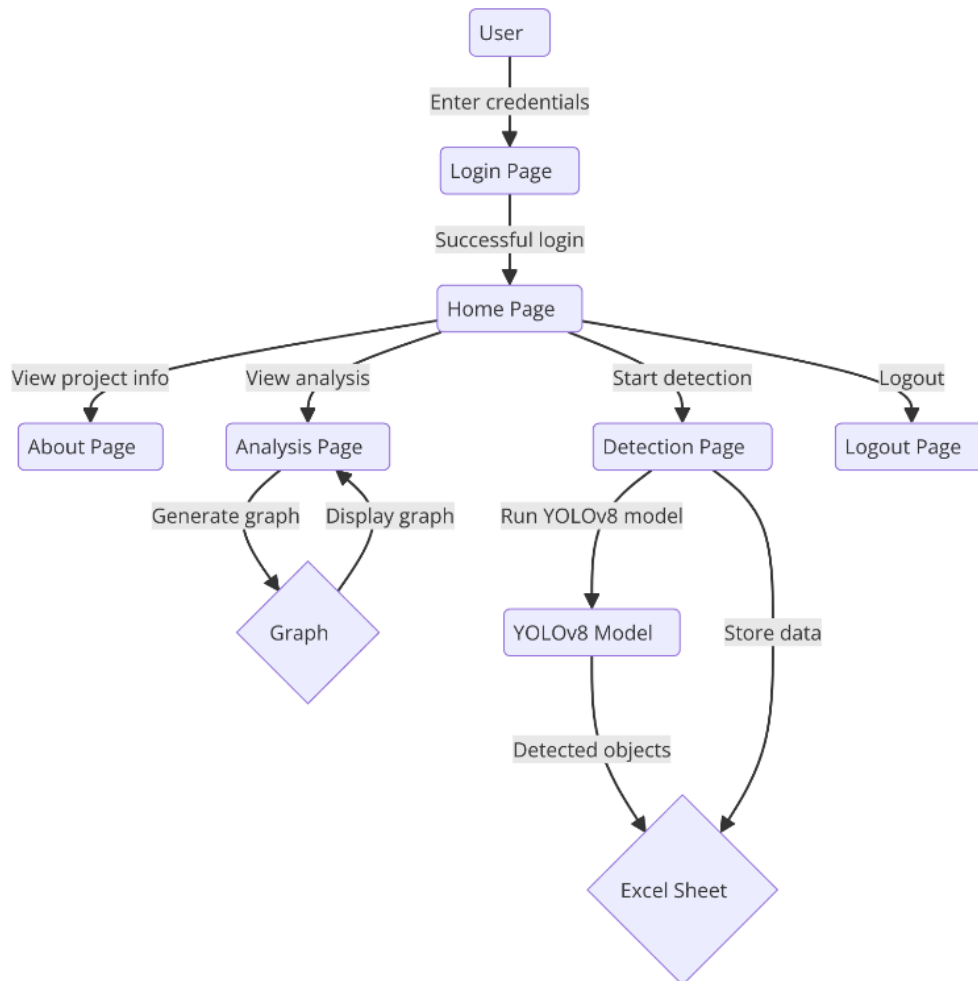 User
Enter credentials
Login Page
Successful login
Home Page
View project info
View analysis
Start detection
Logout
About Page
Analysis Page
Detection Page
Logout Page
Generate graph
Display graph
Run YOLOv8 model
Graph
YOLOv8 Model
Store data
Detected objects
Excel Sheet